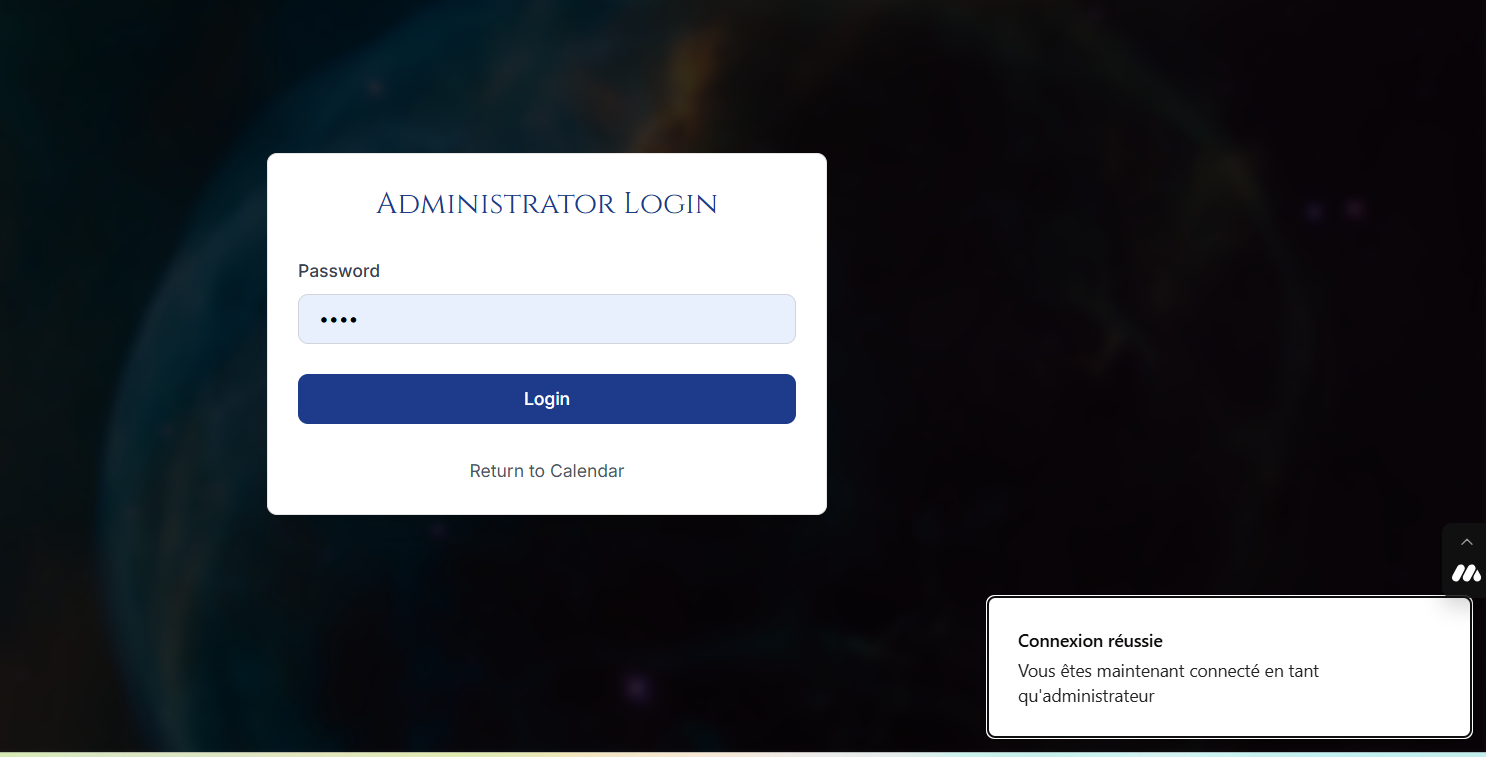 Administrator Login
Password
••••
Login
Return to Calendar
Connexion réussie
Vous êtes maintenant connecté en tant
qu'administrateur